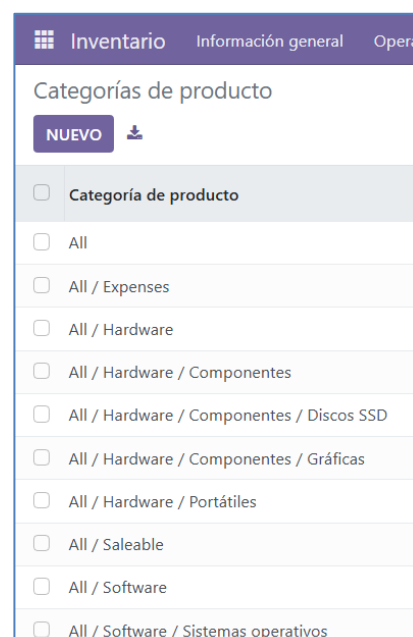 Inventario Información general Opera
Categorías de producto
NUEVO
Categoría de producto
All
All / Expenses
All / Hardware
All / Hardware / Componentes
All / Hardware / Componentes / Discos SSD
All / Hardware / Componentes / Gráficas
All / Hardware / Portátiles
All / Saleable
All / Software
All / Software / Sistemas operativos